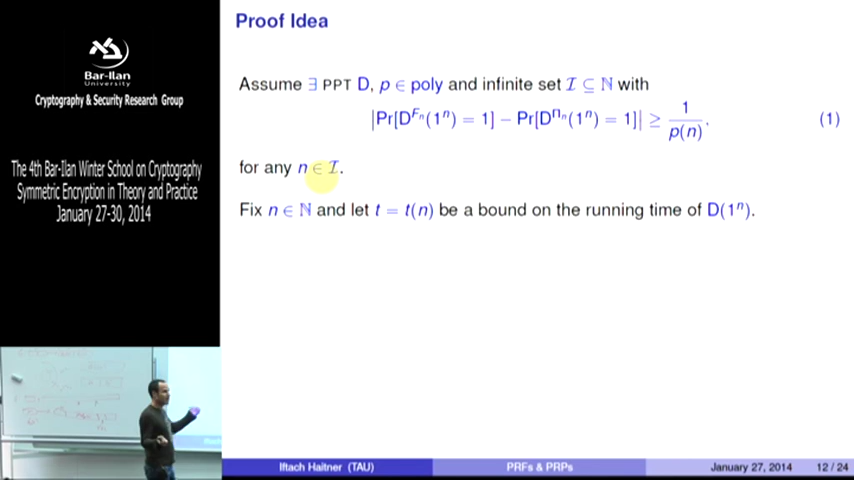 Bar-Ilan
University
Cryptography & Security Research Group
The 4th Bar-Ilan Winter School on Cryptography
Symmetric Encryption in Theory and Practice
January 27-30, 2014
Proof Idea
Assume ∃ PPT D, p ∈ poly and infinite set 𝓘 ⊆ ℕ with
|Pr[D^{F_n}(1^n) = 1] − Pr[D^{Π_n}(1^n) = 1]| ≥ 1/p(n). (1)
for any n ∈ 𝓘.
Fix n ∈ ℕ and let t = t(n) be a bound on the running time of D(1^n).
Iftach Haitner (TAU) PRFs & PRPs January 27, 2014 12 / 24